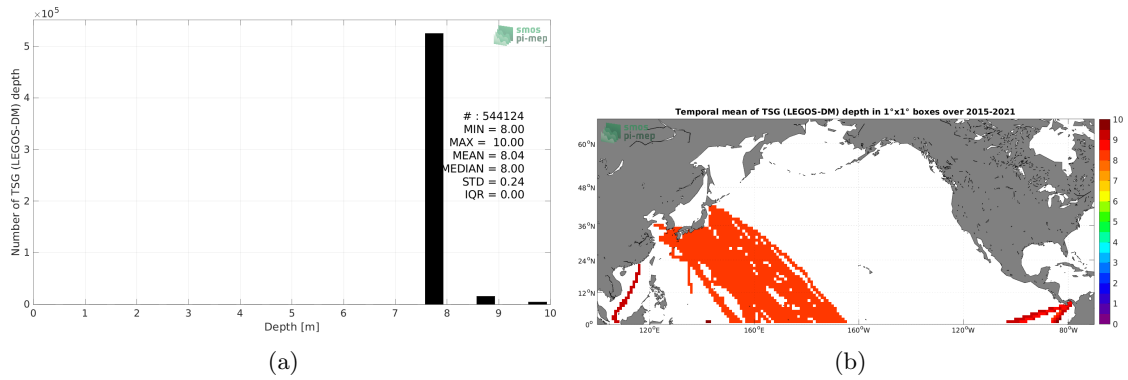 ×10⁵
smos
pi-mep
Number of TSG (LEGOS-DM) depth
5
4
3
2
1
0
# : 544124
MIN = 8.00
MAX = 10.00
MEAN = 8.04
MEDIAN = 8.00
STD = 0.24
IQR = 0.00
0 1 2 3 4 5 6 7 8 9 10
Depth [m]
(a)
Temporal mean of TSG (LEGOS-DM) depth in 1°x1° boxes over 2015-2021
smos
pi-mep
60°N
48°N
36°N
24°N
12°N
0°
120°E 160°E 160°W 120°W 80°W
10
9
8
7
6
5
4
3
2
1
0
(b)